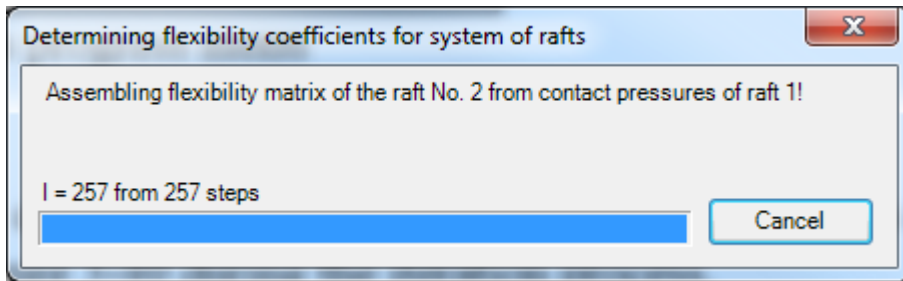 Determining flexibility coefficients for system of rafts
Assembling flexibility matrix of the raft No. 2 from contact pressures of raft 1!
I = 257 from 257 steps
Cancel